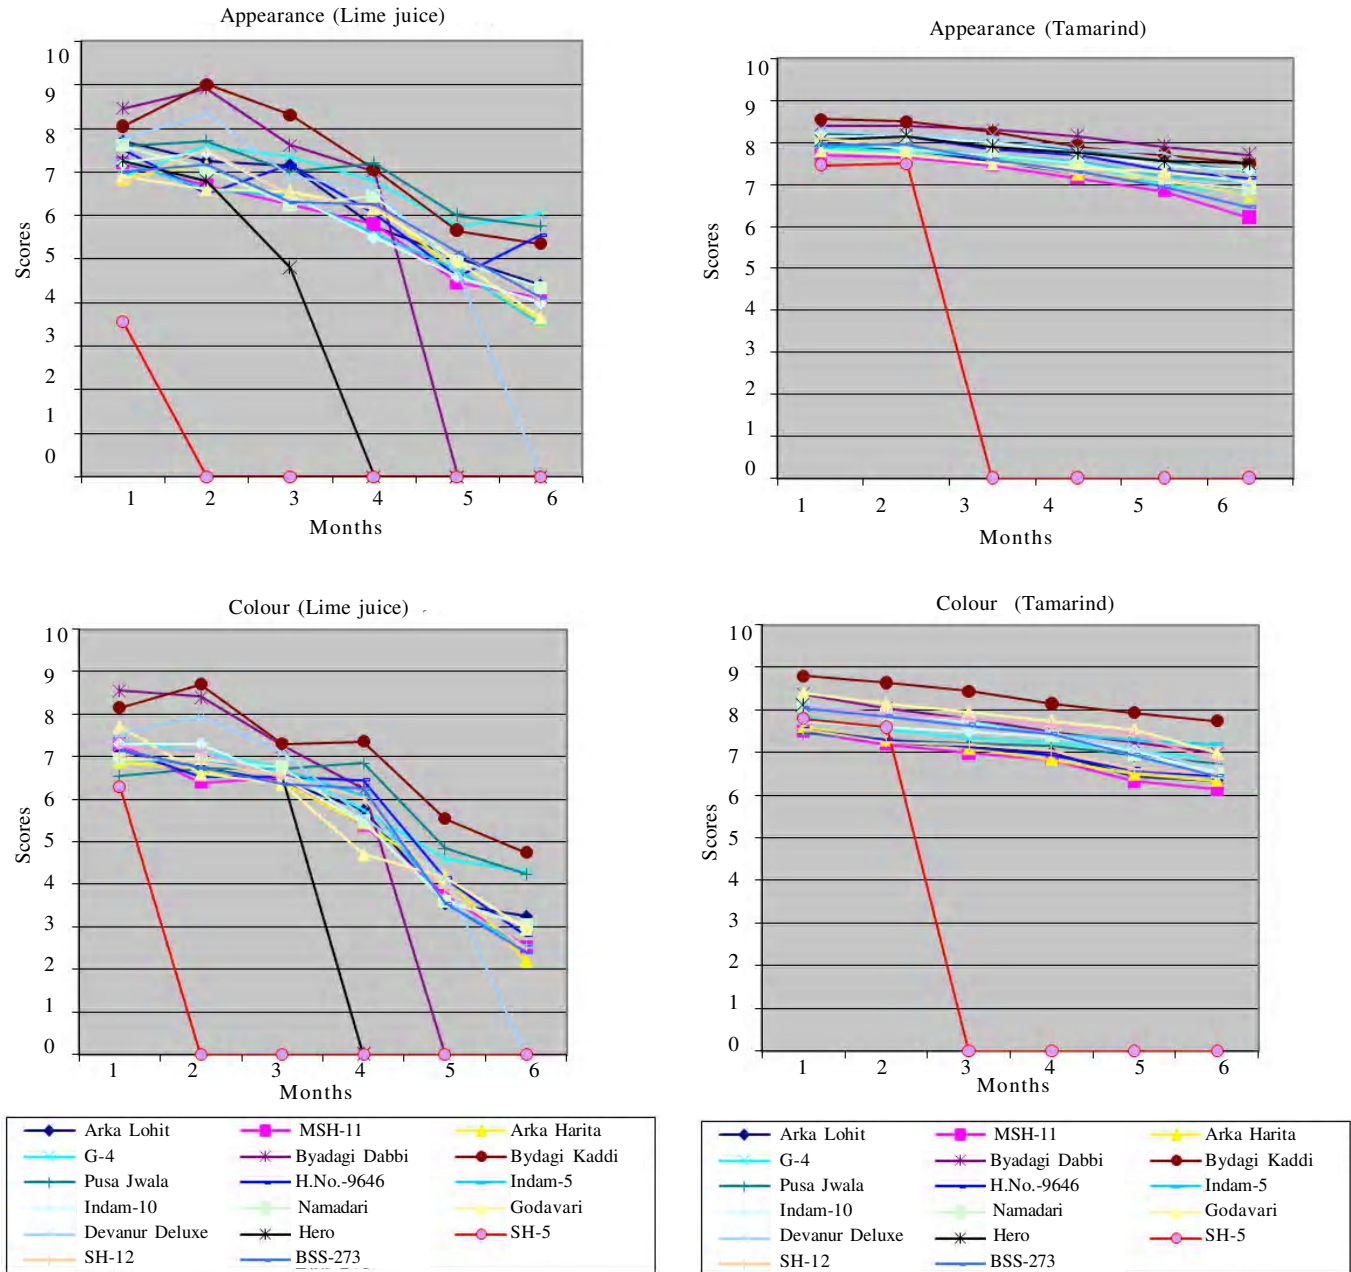 Appearance (Lime juice)
10
9
8
7
6
5
4
3
2
1
0
Scores
1 2 3 4 5 6
Months
Appearance (Tamarind)
10
9
8
7
6
5
4
3
2
1
0
Scores
1 2 3 4 5 6
Months
Colour (Lime juice)
10
9
8
7
6
5
4
3
2
1
0
Scores
1 2 3 4 5 6
Months
Colour (Tamarind)
10
9
8
7
6
5
4
3
2
1
0
Scores
1 2 3 4 5 6
Months
Arka Lohit MSH-11 Arka Harita
G-4 Byadagi Dabbi Bydagi Kaddi
Pusa Jwala H.No.-9646 Indam-5
Indam-10 Namadari Godavari
Devanur Deluxe Hero SH-5
SH-12 BSS-273
Arka Lohit MSH-11 Arka Harita
G-4 Byadagi Dabbi Bydagi Kaddi
Pusa Jwala H.No.-9646 Indam-5
Indam-10 Namadari Godavari
Devanur Deluxe Hero SH-5
SH-12 BSS-273